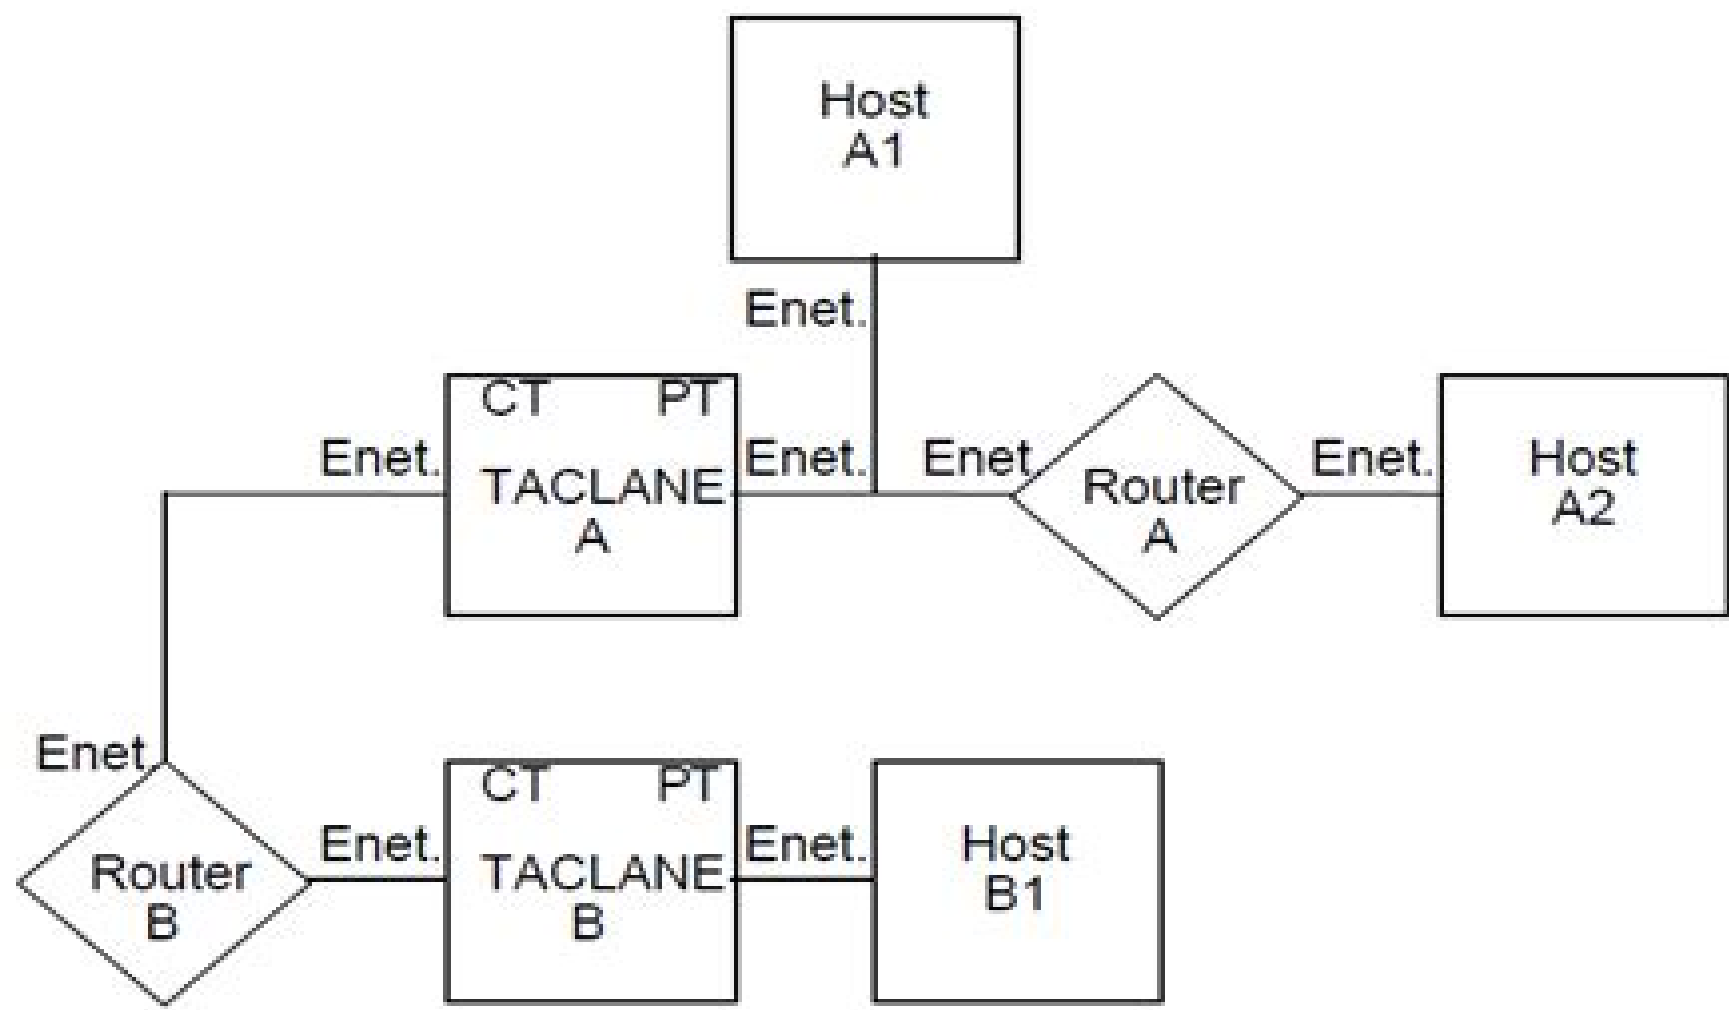 Host
A1
Enet.
CT PT
Enet. TACLANE Enet. Enet. Router Enet. Host
A A A2
Enet.
CT PT
Router Enet. TACLANE Enet. Host
B B B1